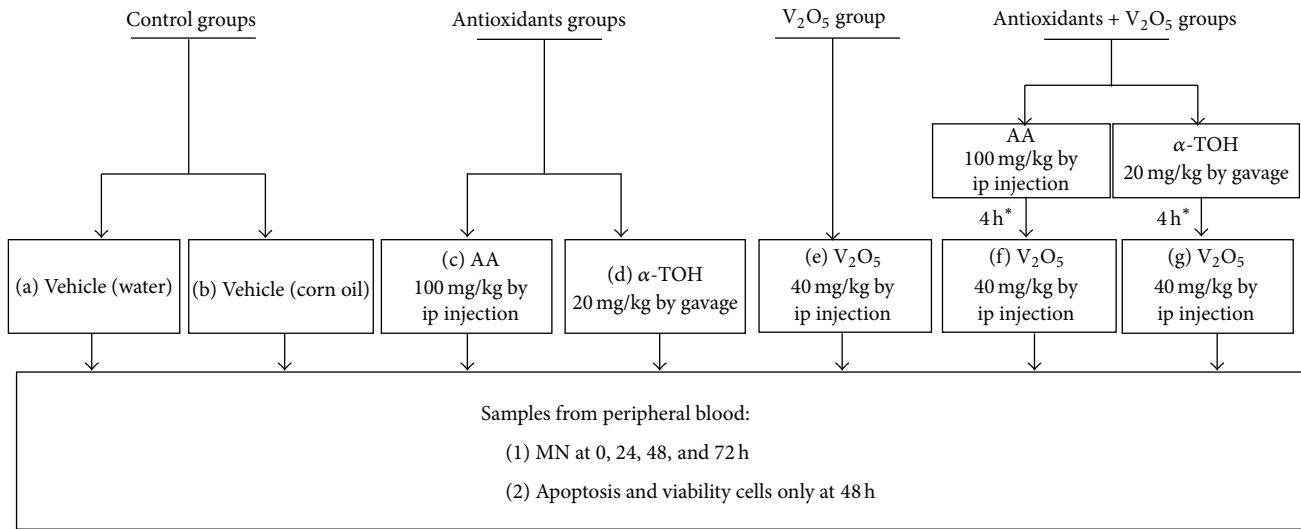 Control groups
Antioxidants groups
V₂O₅ group
Antioxidants + V₂O₅ groups
AA
100 mg/kg by
ip injection
α-TOH
20 mg/kg by gavage
4 h*
4 h*
(a) Vehicle (water)
(b) Vehicle (corn oil)
(c) AA
100 mg/kg by
ip injection
(d) α-TOH
20 mg/kg by gavage
(e) V₂O₅
40 mg/kg by
ip injection
(f) V₂O₅
40 mg/kg by
ip injection
(g) V₂O₅
40 mg/kg by
ip injection
Samples from peripheral blood:
(1) MN at 0, 24, 48, and 72 h
(2) Apoptosis and viability cells only at 48 h